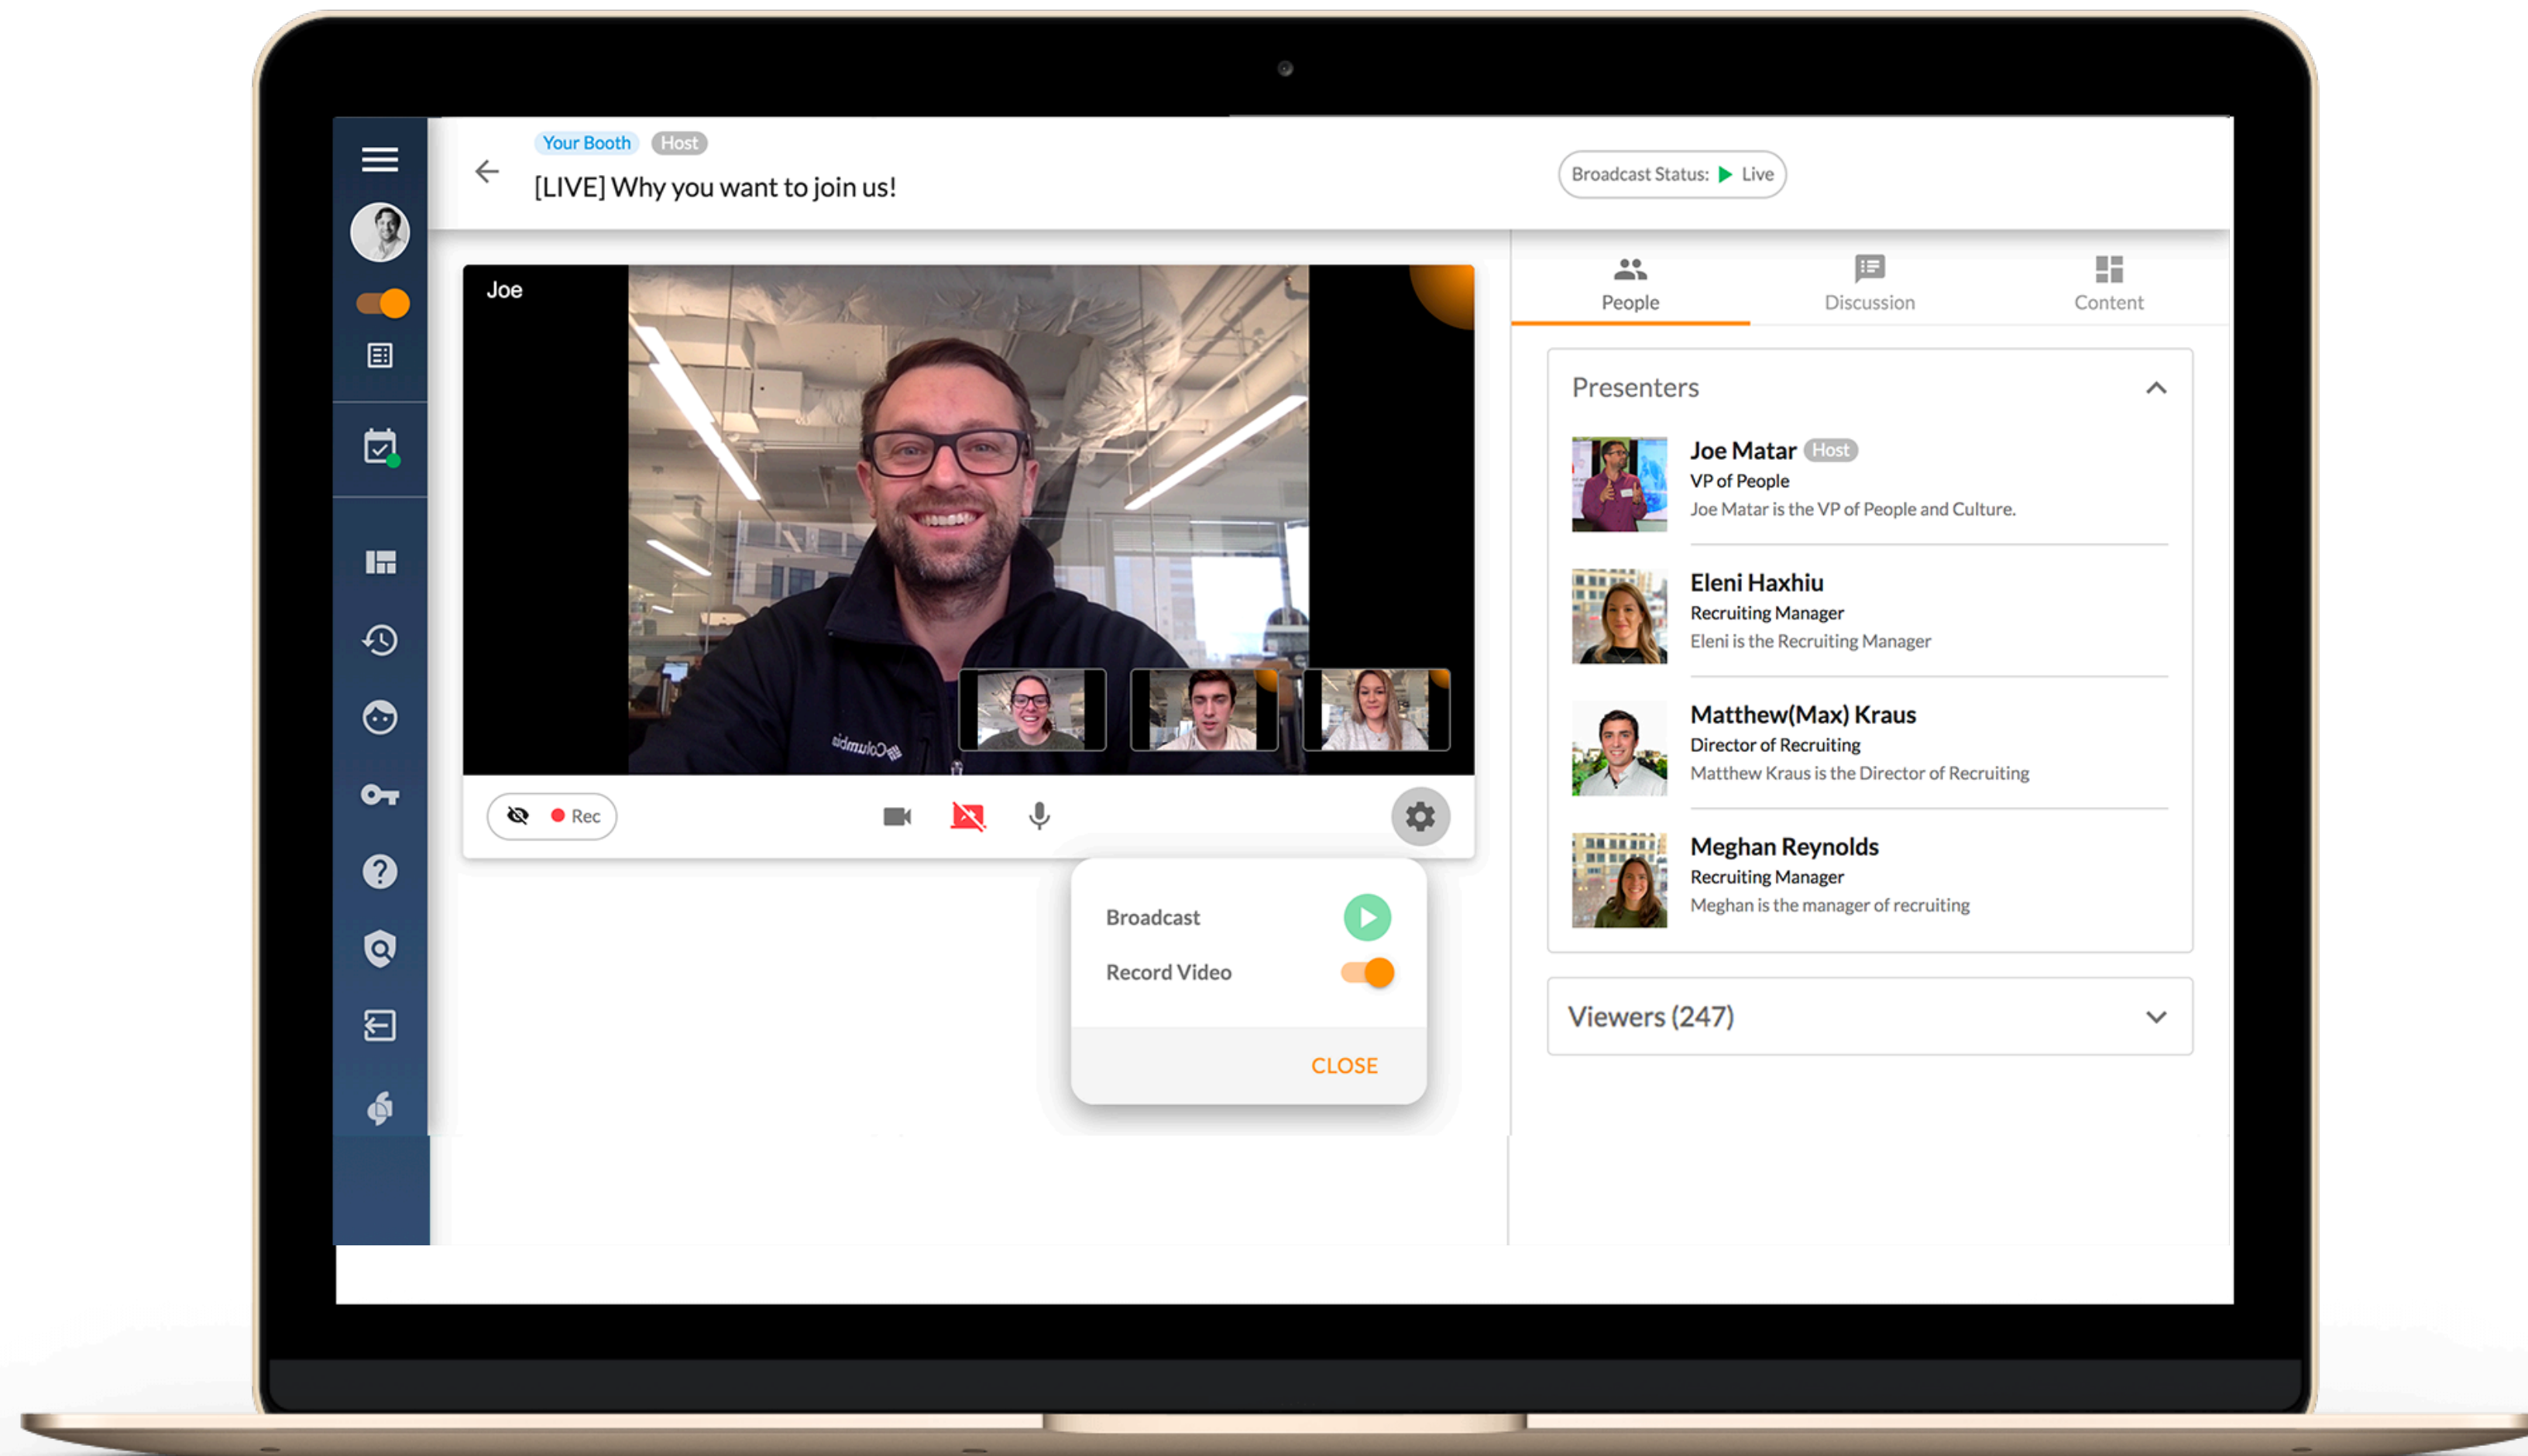 Your Booth Host
[LIVE] Why you want to join us!
Broadcast Status: Live
Joe
Columbia
Rec
Broadcast
Record Video
CLOSE
People
Discussion
Content
Presenters
Joe Matar Host
VP of People
Joe Matar is the VP of People and Culture.
Eleni Haxhiu
Recruiting Manager
Eleni is the Recruiting Manager
Matthew(Max) Kraus
Director of Recruiting
Matthew Kraus is the Director of Recruiting
Meghan Reynolds
Recruiting Manager
Meghan is the manager of recruiting
Viewers (247)